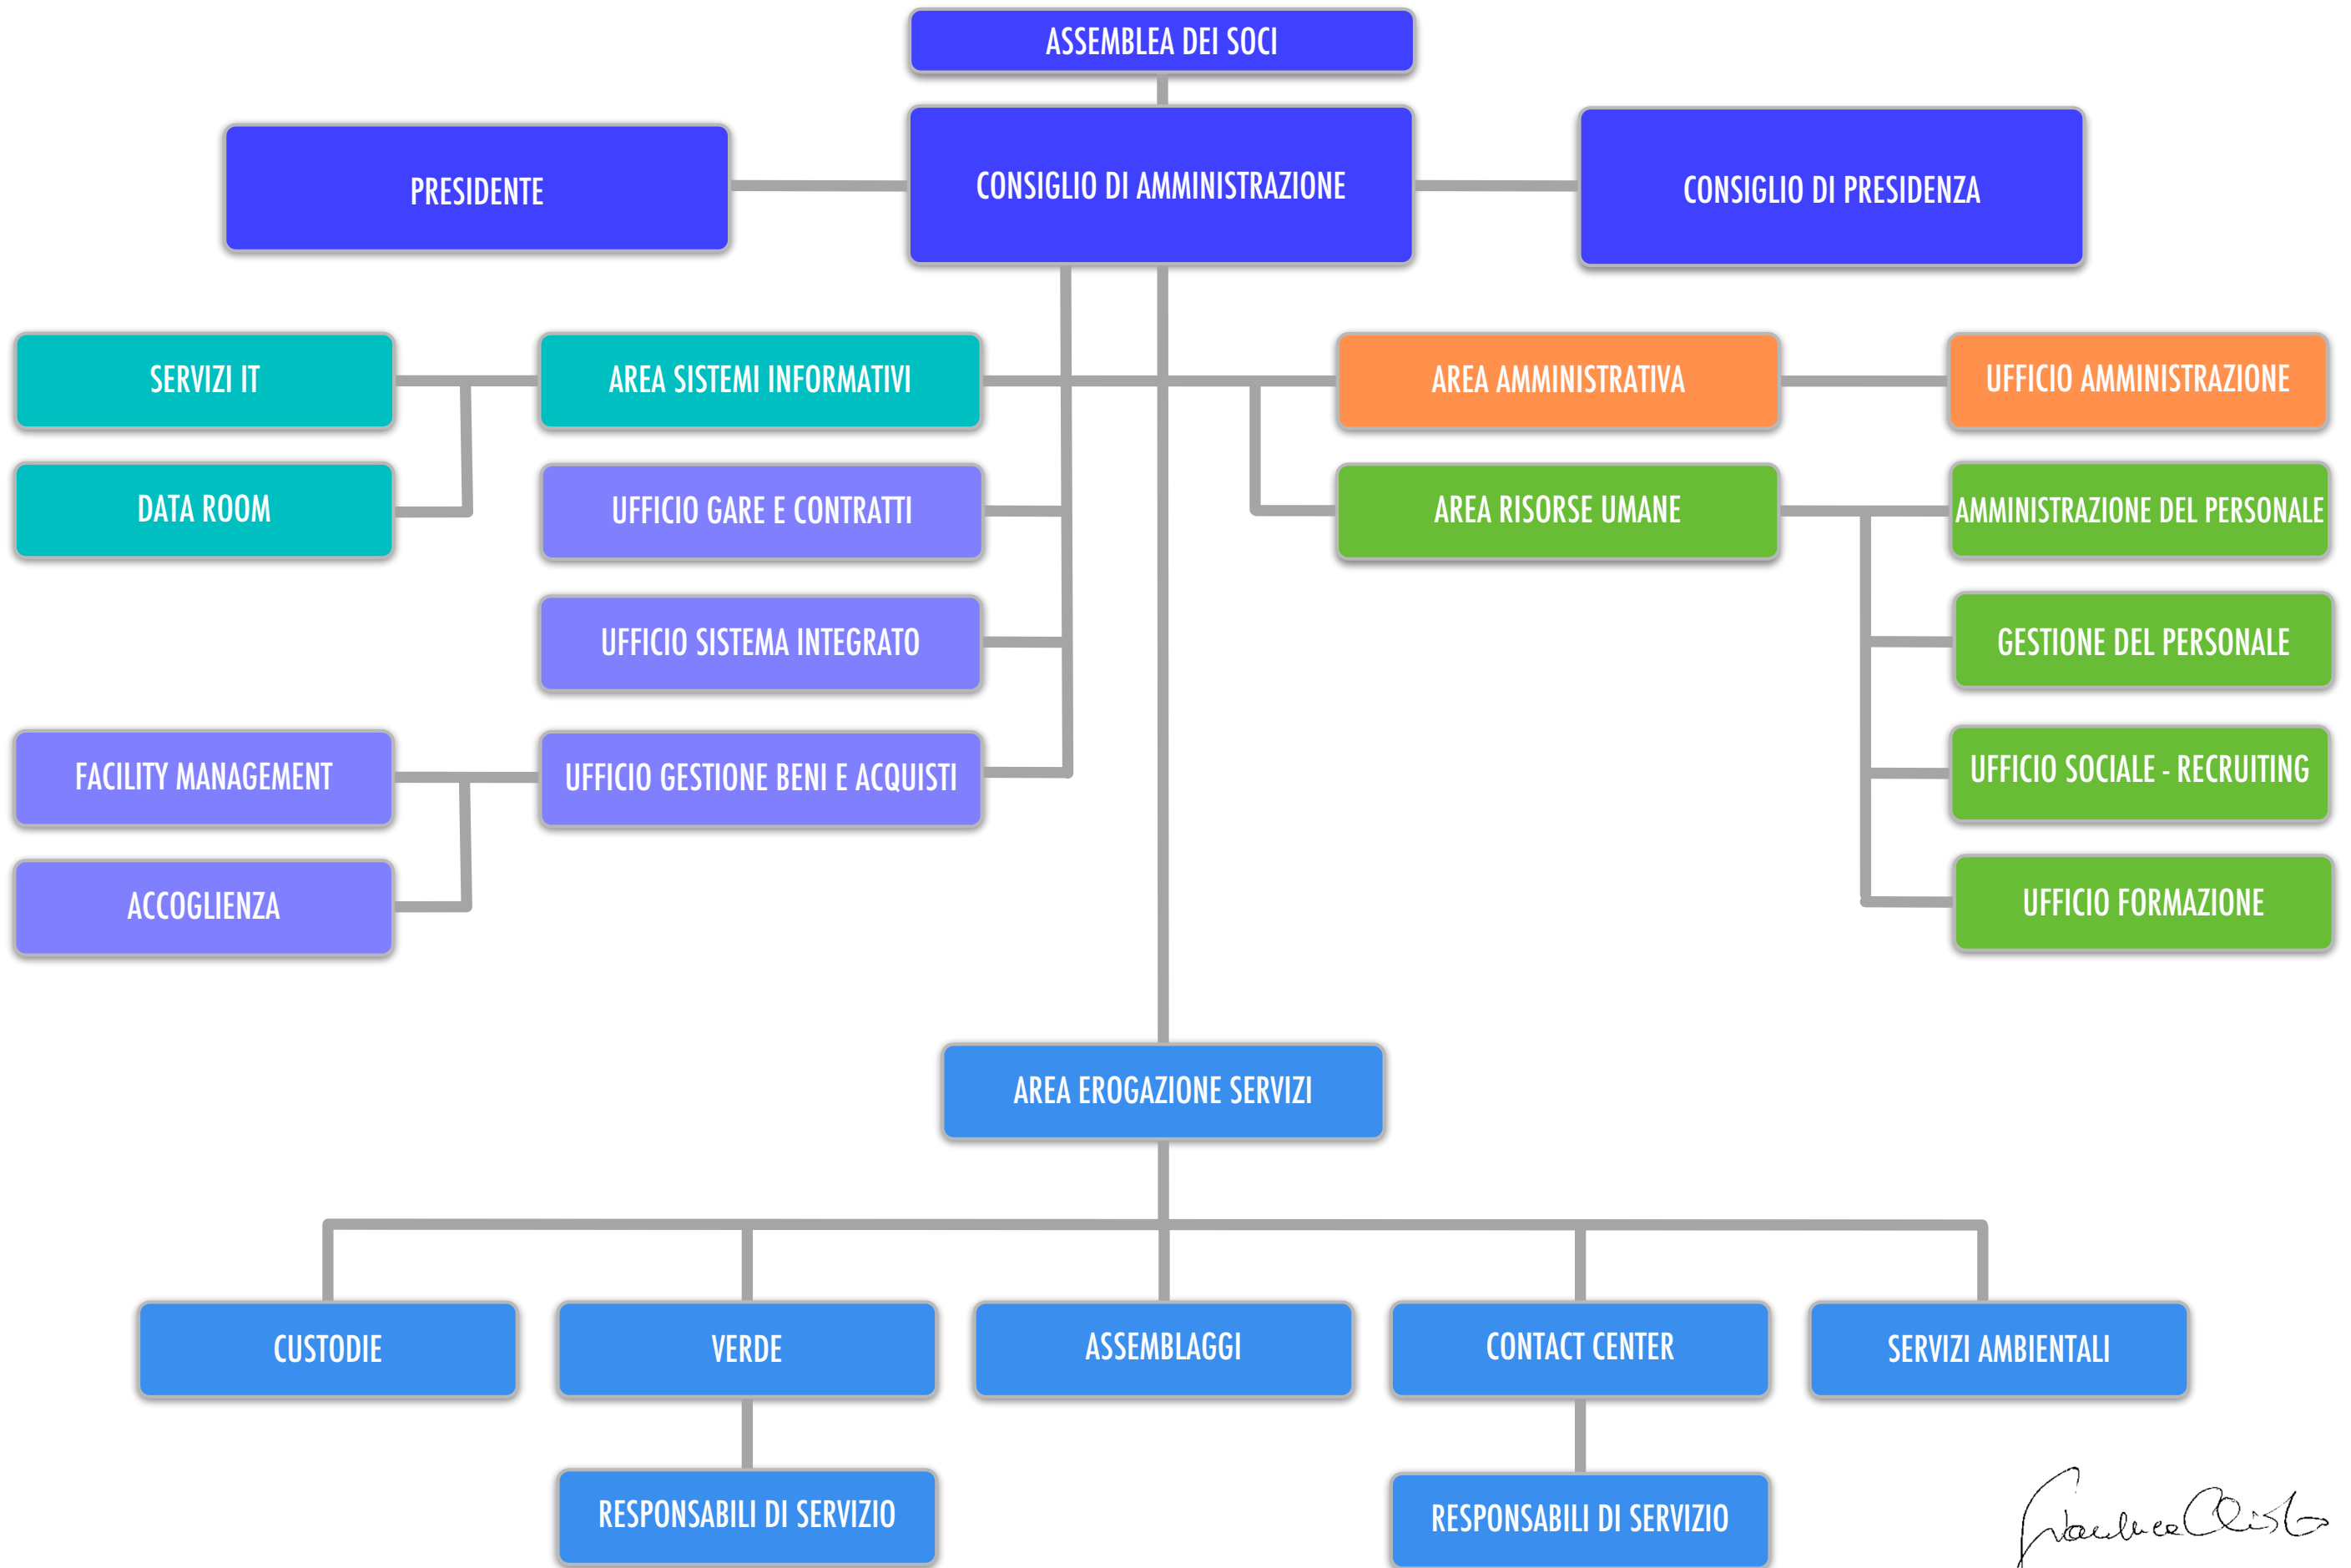 ASSEMBLEA DEI SOCI
PRESIDENTE
CONSIGLIO DI AMMINISTRAZIONE
CONSIGLIO DI PRESIDENZA
SERVIZI IT
AREA SISTEMI INFORMATIVI
AREA AMMINISTRATIVA
UFFICIO AMMINISTRAZIONE
DATA ROOM
UFFICIO GARE E CONTRATTI
AREA RISORSE UMANE
AMMINISTRAZIONE DEL PERSONALE
UFFICIO SISTEMA INTEGRATO
GESTIONE DEL PERSONALE
FACILITY MANAGEMENT
UFFICIO GESTIONE BENI E ACQUISTI
UFFICIO SOCIALE - RECRUITING
ACCOGLIENZA
UFFICIO FORMAZIONE
AREA EROGAZIONE SERVIZI
CUSTODIE
VERDE
ASSEMBLAGGI
CONTACT CENTER
SERVIZI AMBIENTALI
RESPONSABILI DI SERVIZIO
RESPONSABILI DI SERVIZIO